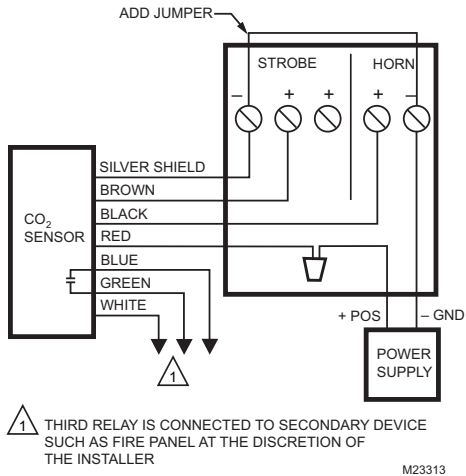 ADD JUMPER
STROBE
HORN
– + + + –
SILVER SHIELD
BROWN
BLACK
RED
BLUE
GREEN
WHITE
CO2
SENSOR
1
+ POS
– GND
POWER
SUPPLY
1 THIRD RELAY IS CONNECTED TO SECONDARY DEVICE
SUCH AS FIRE PANEL AT THE DISCRETION OF
THE INSTALLER
M23313